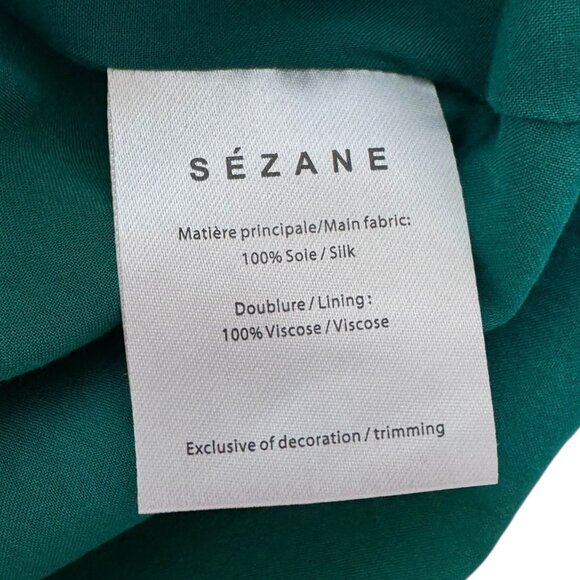 SÉZANE
Matière principale/Main fabric:
100% Soie / Silk
Doublure / Lining :
100% Viscose / Viscose
Exclusive of decoration / trimming